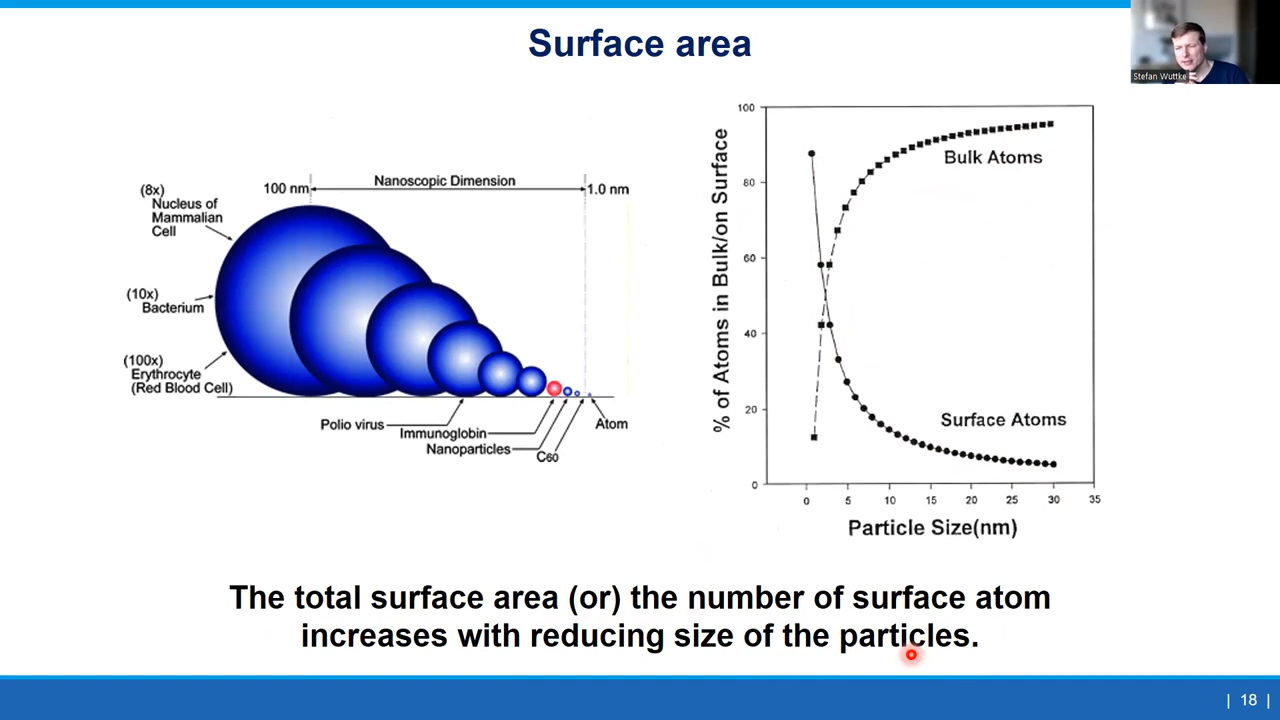 Surface area
Stefan Wuttke
(8x)
Nucleus of
Mammalian
Cell
(10x)
Bacterium
(100x)
Erythrocyte
(Red Blood Cell)
100 nm
Nanoscopic Dimension
1.0 nm
Polio virus
Immunoglobin
Nanoparticles
C60
Atom
% of Atoms in Bulk/on Surface
100
80
60
40
20
0
Bulk Atoms
Surface Atoms
0 5 10 15 20 25 30 35
Particle Size(nm)
The total surface area (or) the number of surface atom
increases with reducing size of the particles.
| 18 |